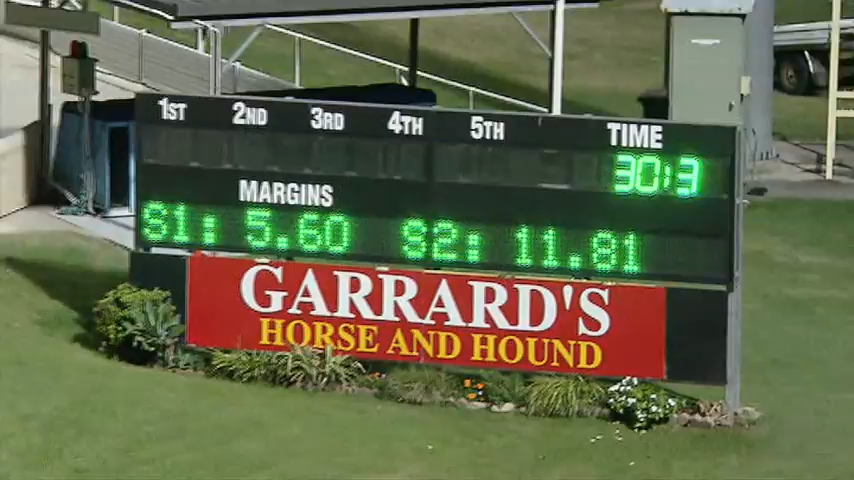 1ST 2ND 3RD 4TH 5TH TIME
30:3
MARGINS
S1: 5.60 S2: 11.81
GARRARD'S
HORSE AND HOUND